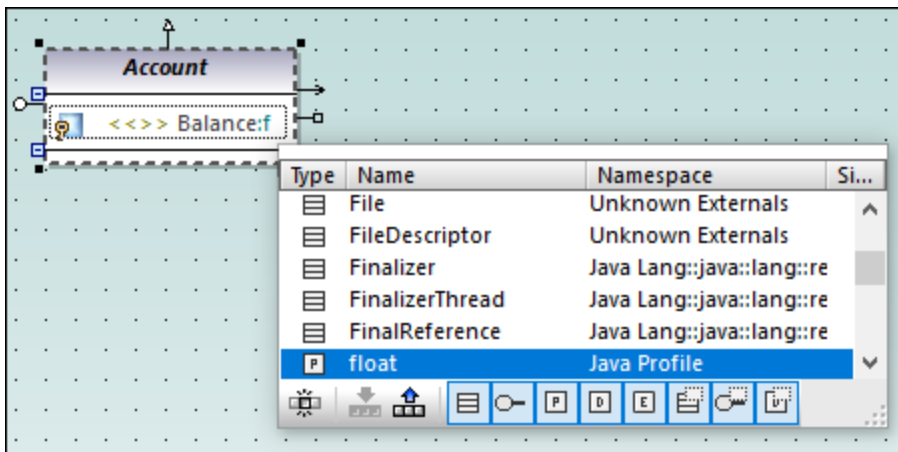 Account
<<>> Balance:f
Type Name Namespace Si...
File Unknown Externals
FileDescriptor Unknown Externals
Finalizer Java Lang::java::lang::re
FinalizerThread Java Lang::java::lang::re
FinalReference Java Lang::java::lang::re
P float Java Profile
P D E